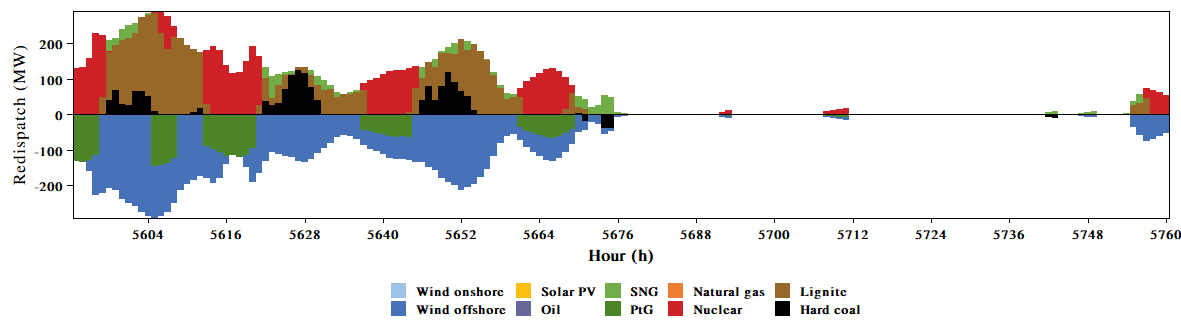 Redispatch (MW)
200
100
0
-100
-200
5604 5616 5628 5640 5652 5664 5676 5688 5700 5712 5724 5736 5748 5760
Hour (h)
Wind onshore Solar PV SNG Natural gas Lignite
Wind offshore Oil PtG Nuclear Hard coal